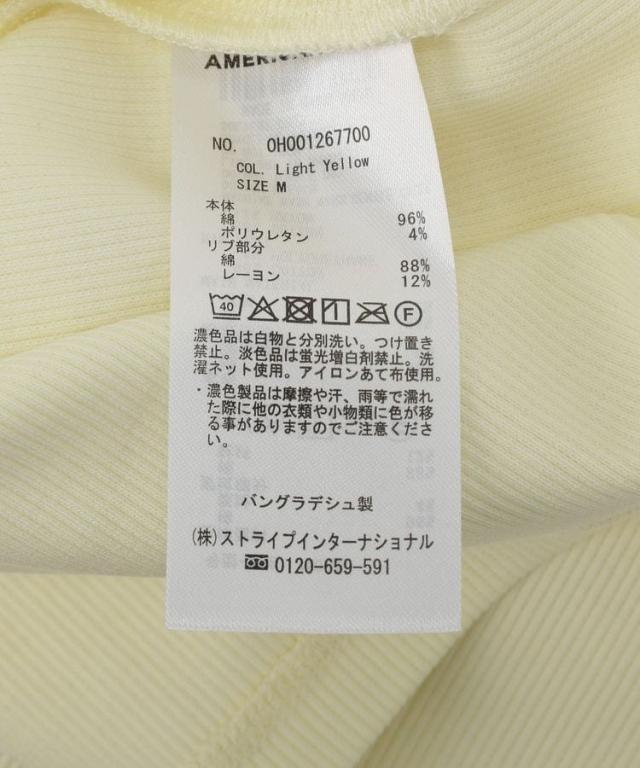 NO. OH001267700
COL. Light Yellow
SIZE M
本体
綿 96%
ポリウレタン 4%
リブ部分
綿 88%
レーヨン 12%
40 F
濃色品は白物と分別洗い。つけ置き
禁止。淡色品は蛍光増白剤禁止。洗
濯ネット使用。アイロンあて布使用。
・濃色製品は摩擦や汗、雨等で濡れ
た際に他の衣類や小物類に色が移
る事がありますのでご注意くださ
い。
バングラデシュ製
(株)ストライプインターナショナル
0120-659-591